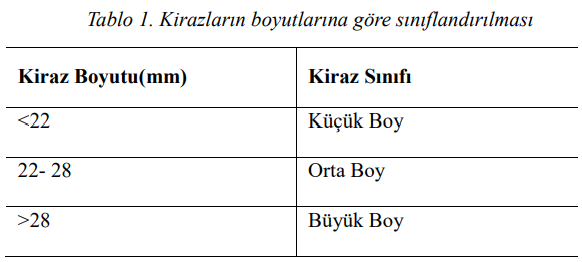 Tablo 1. Kirazların boyutlarına göre sınıflandırılması
Kiraz Boyutu(mm) Kiraz Sınıfı
<22 Küçük Boy
22- 28 Orta Boy
>28 Büyük Boy